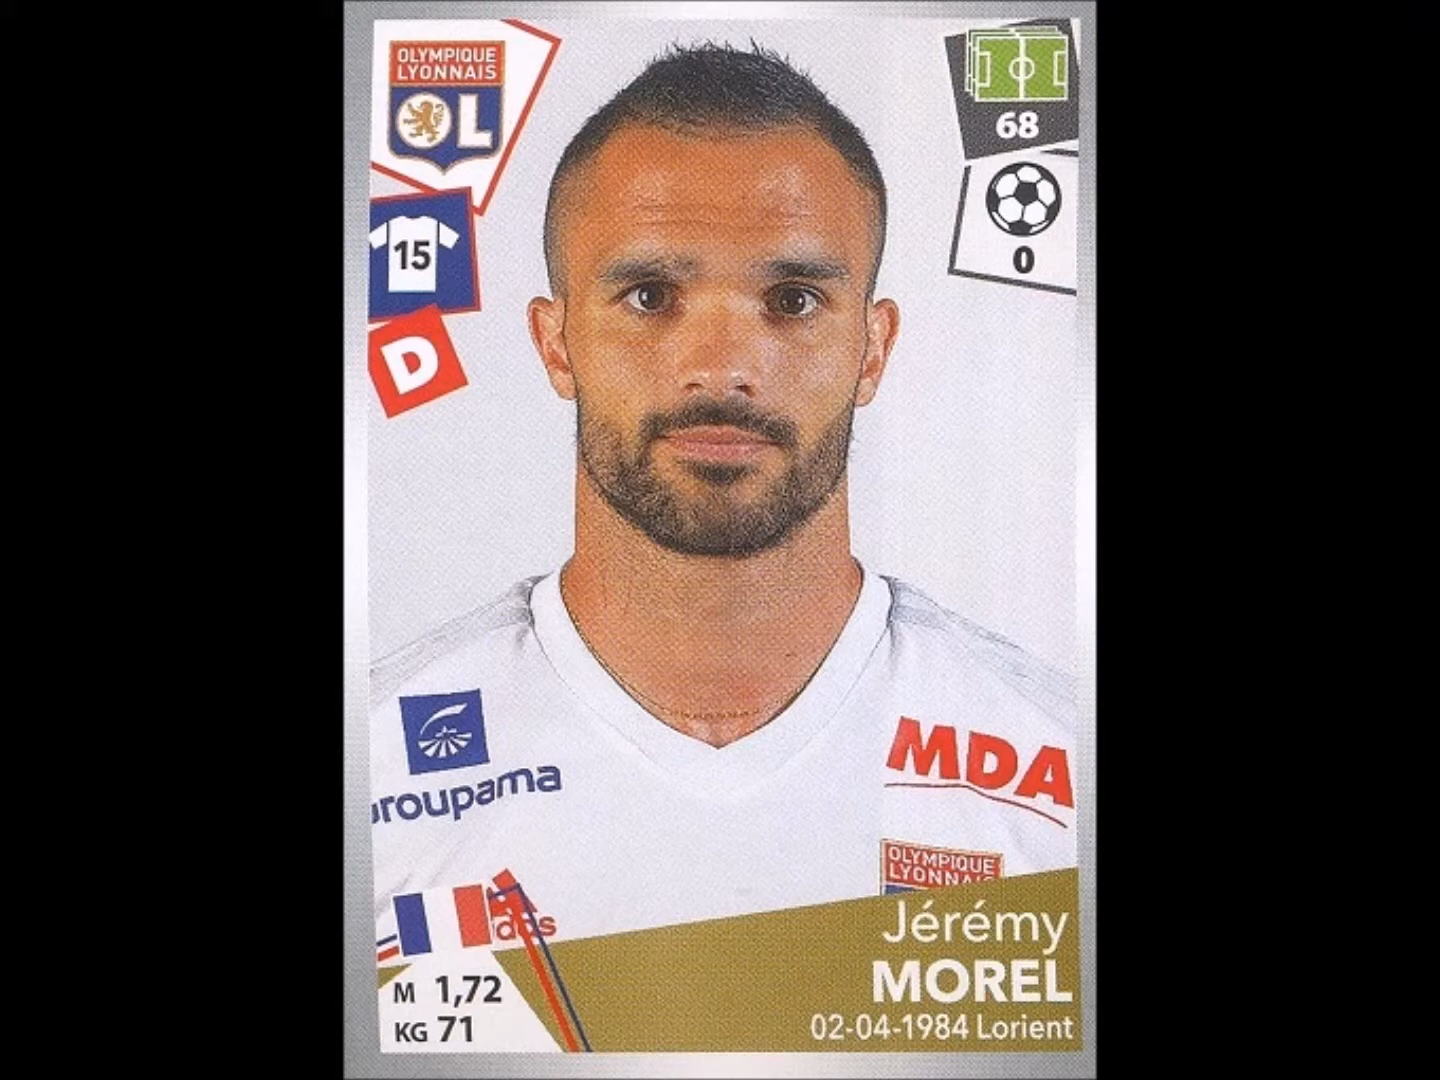 OLYMPIQUE
LYONNAIS
OL
68
15
0
D
Groupama
MDA
OLYMPIQUE
LYONNAIS
Jérémy
MOREL
M 1,72
02-04-1984 Lorient
KG 71